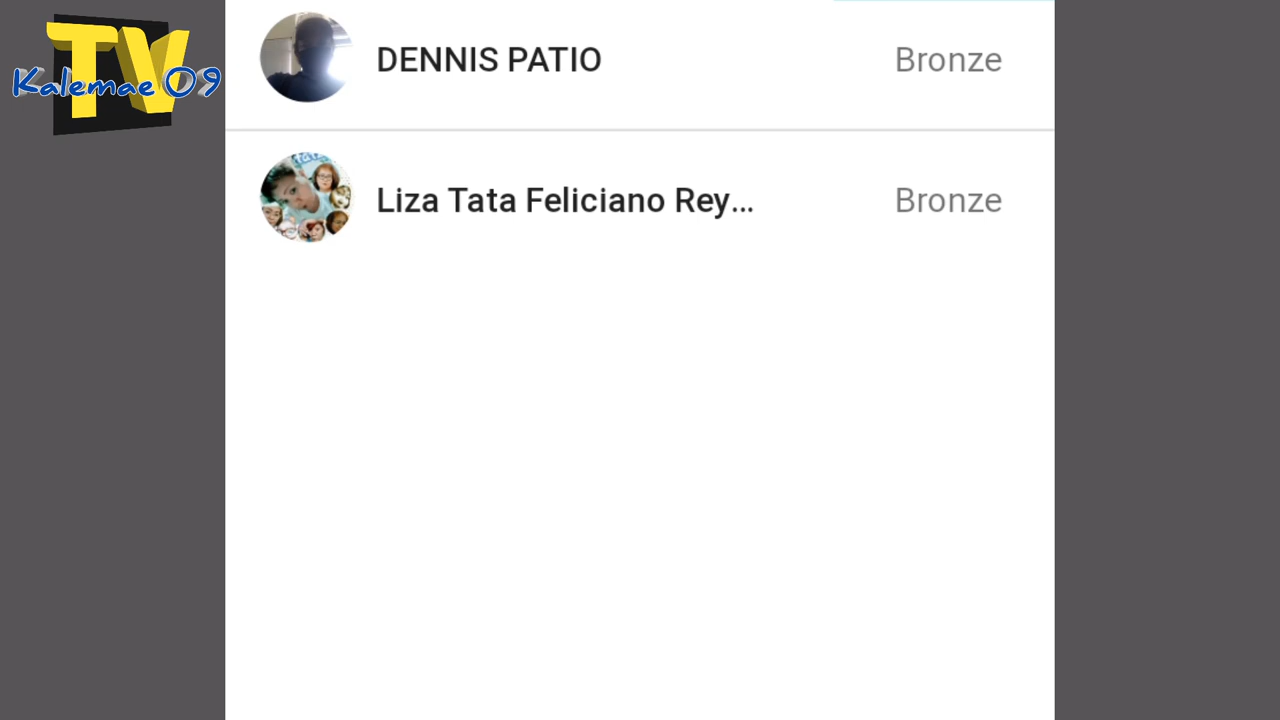 TV
Kalemae 09
DENNIS PATIO
Bronze
Liza Tata Feliciano Rey...
Bronze